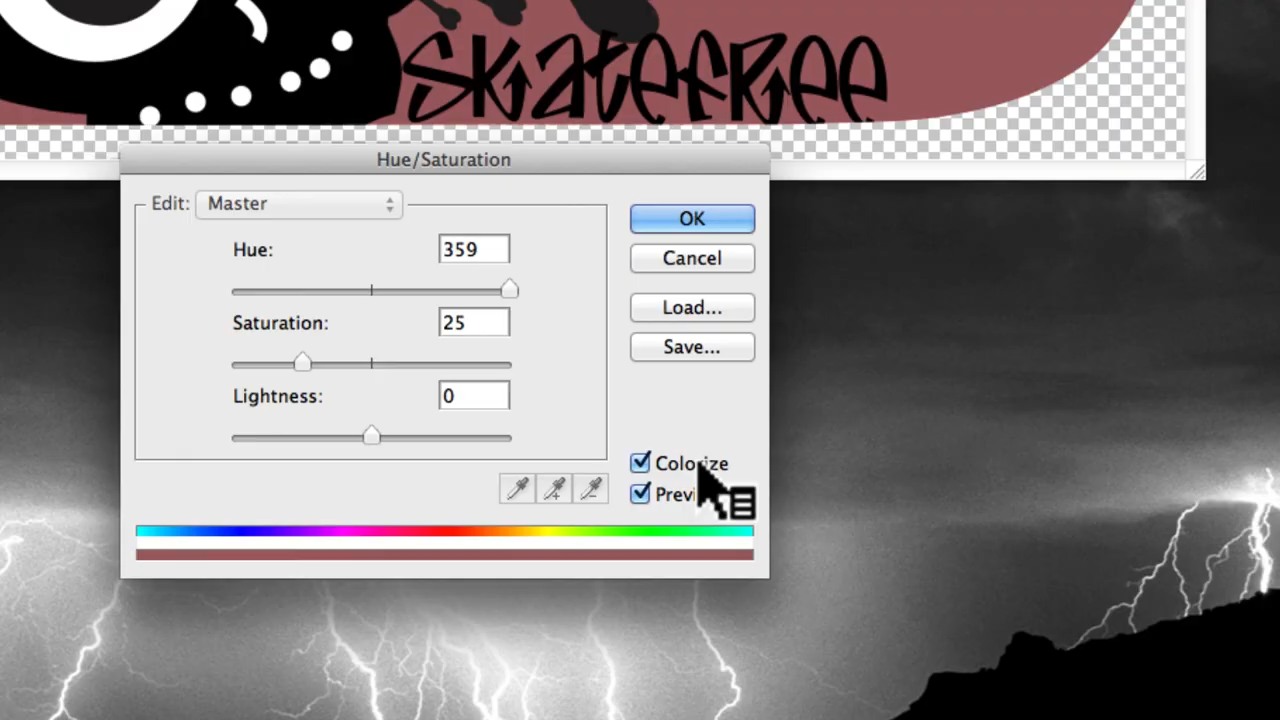 skatefree
Hue/Saturation
Edit: Master
OK
Hue: 359
Cancel
Load...
Saturation: 25
Save...
Lightness: 0
Colorize